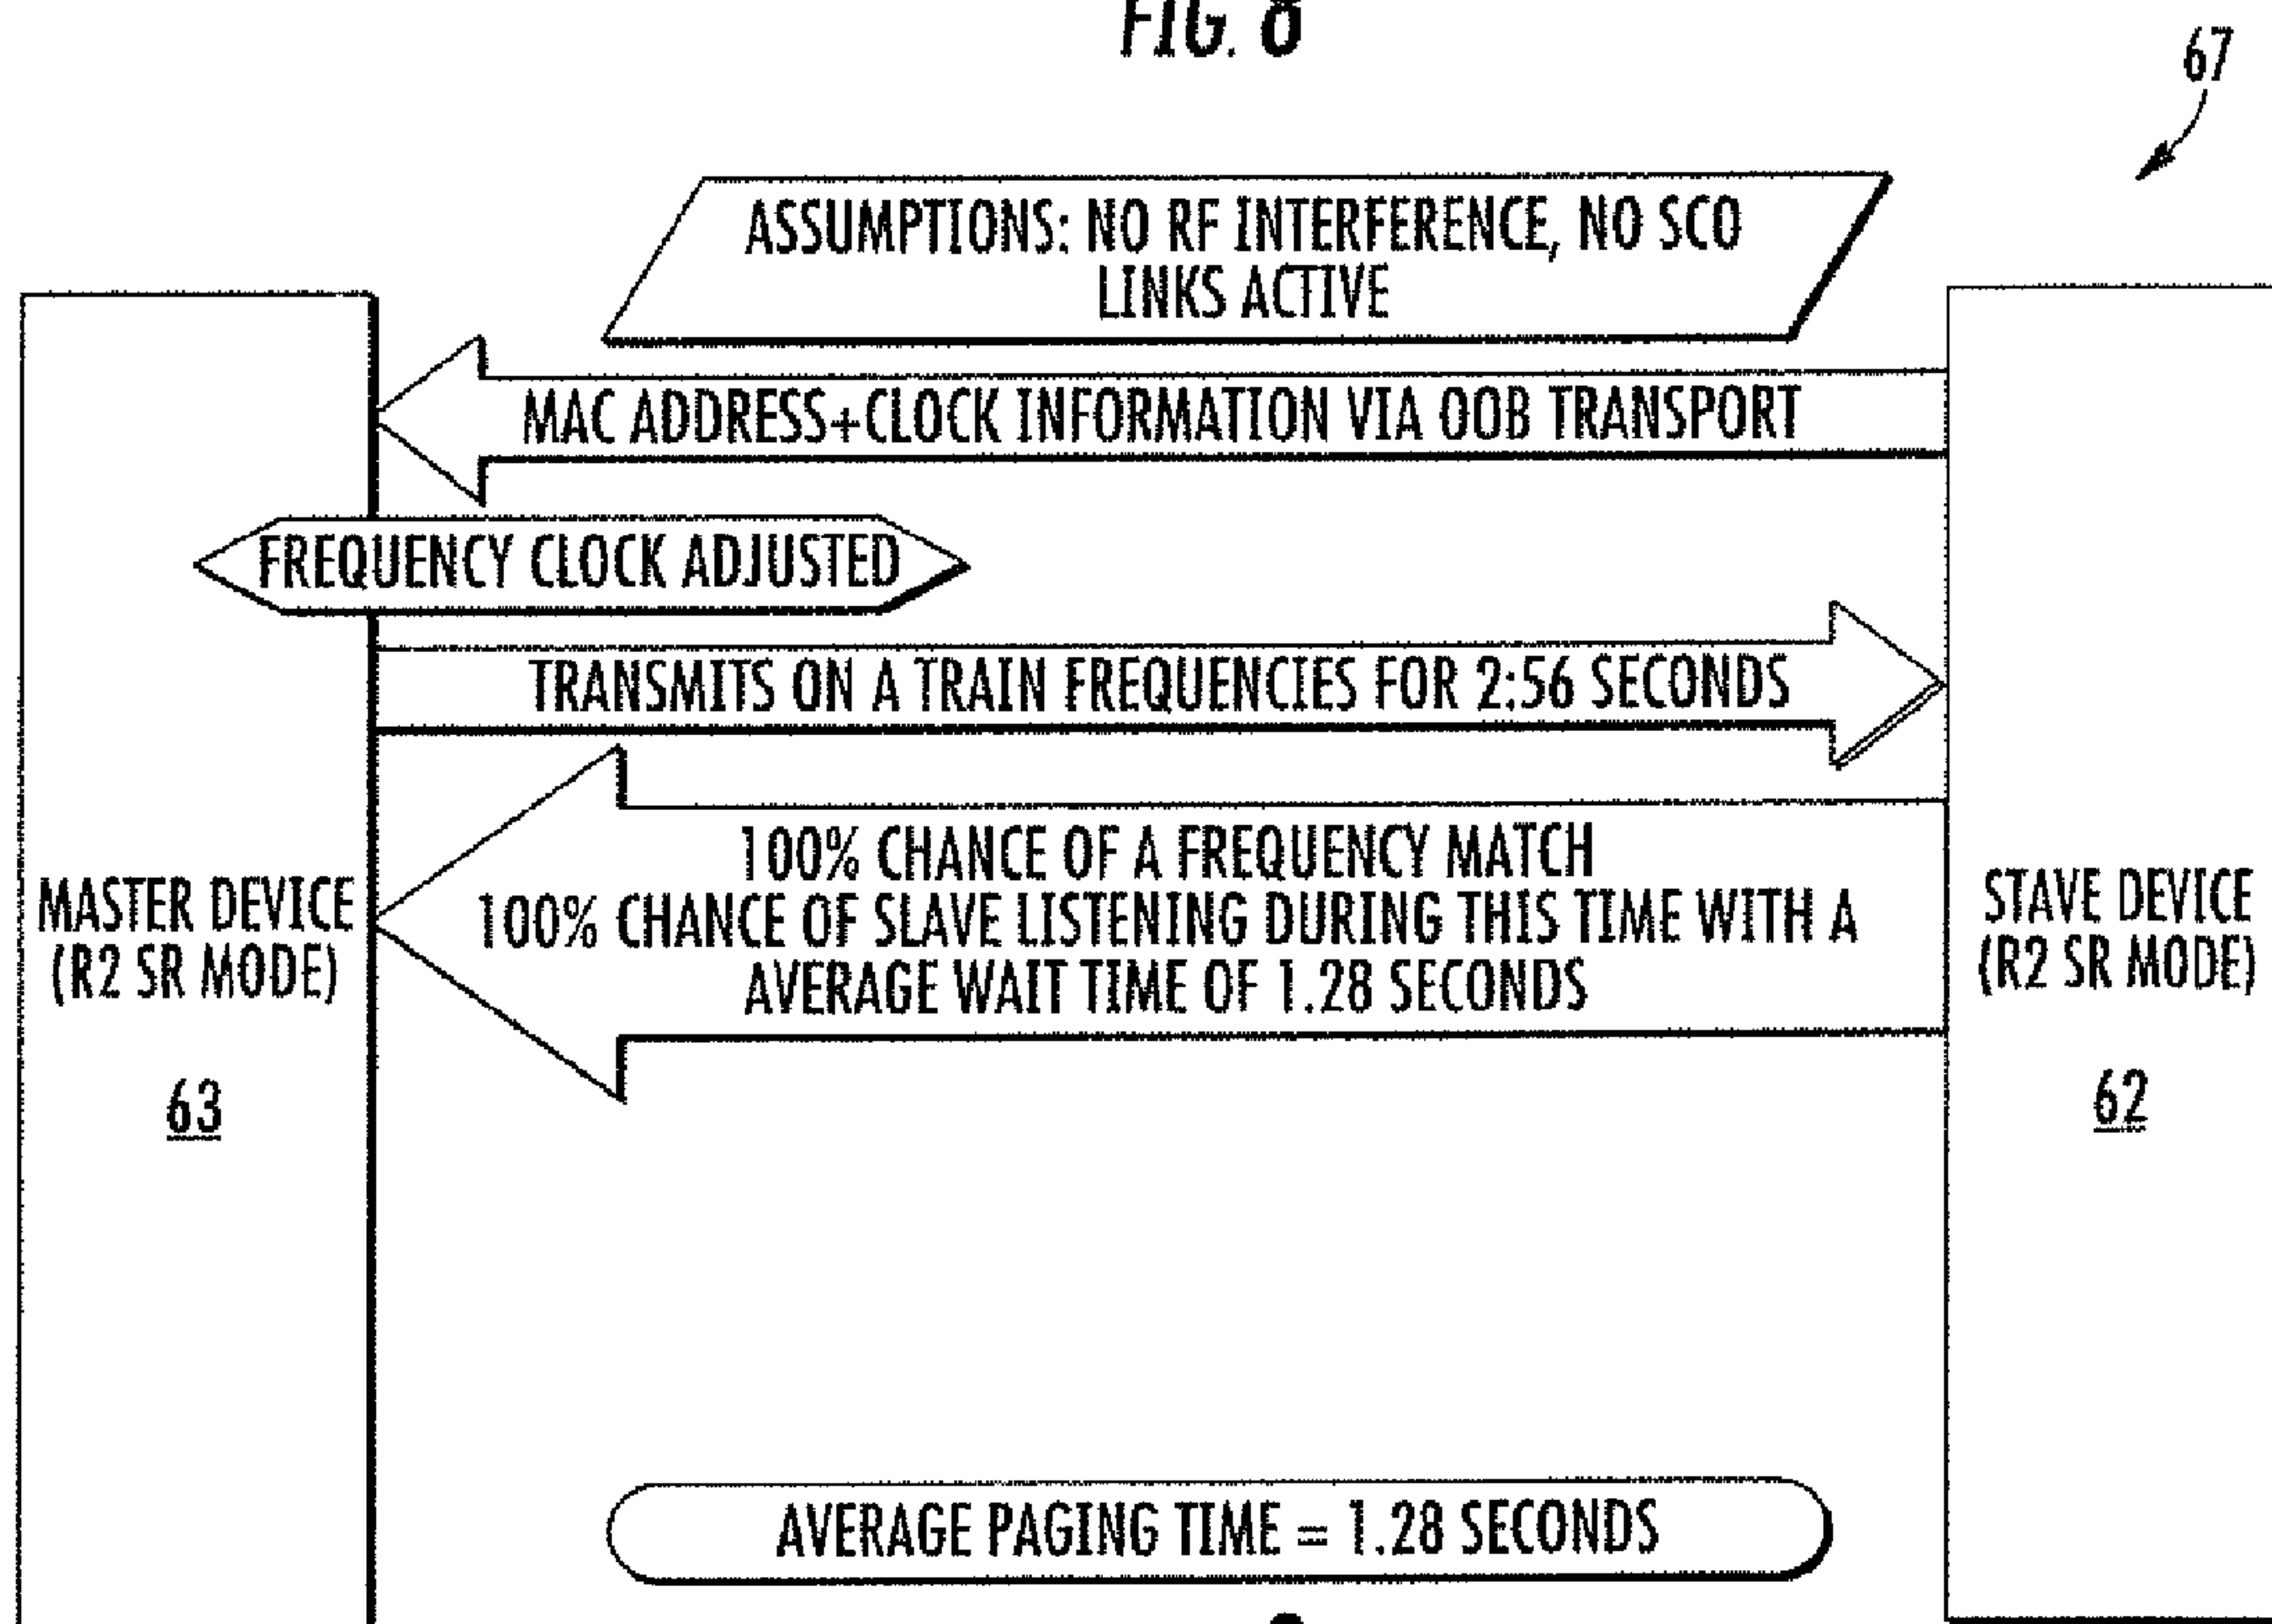 FIG. 8
67
ASSUMPTIONS: NO RF INTERFERENCE, NO SCO
LINKS ACTIVE
MAC ADDRESS+CLOCK INFORMATION VIA OOB TRANSPORT
FREQUENCY CLOCK ADJUSTED
TRANSMITS ON A TRAIN FREQUENCIES FOR 2:56 SECONDS
100% CHANCE OF A FREQUENCY MATCH
100% CHANCE OF SLAVE LISTENING DURING THIS TIME WITH A
AVERAGE WAIT TIME OF 1.28 SECONDS
MASTER DEVICE
(R2 SR MODE)
63
STAVE DEVICE
(R2 SR MODE)
62
AVERAGE PAGING TIME = 1.28 SECONDS